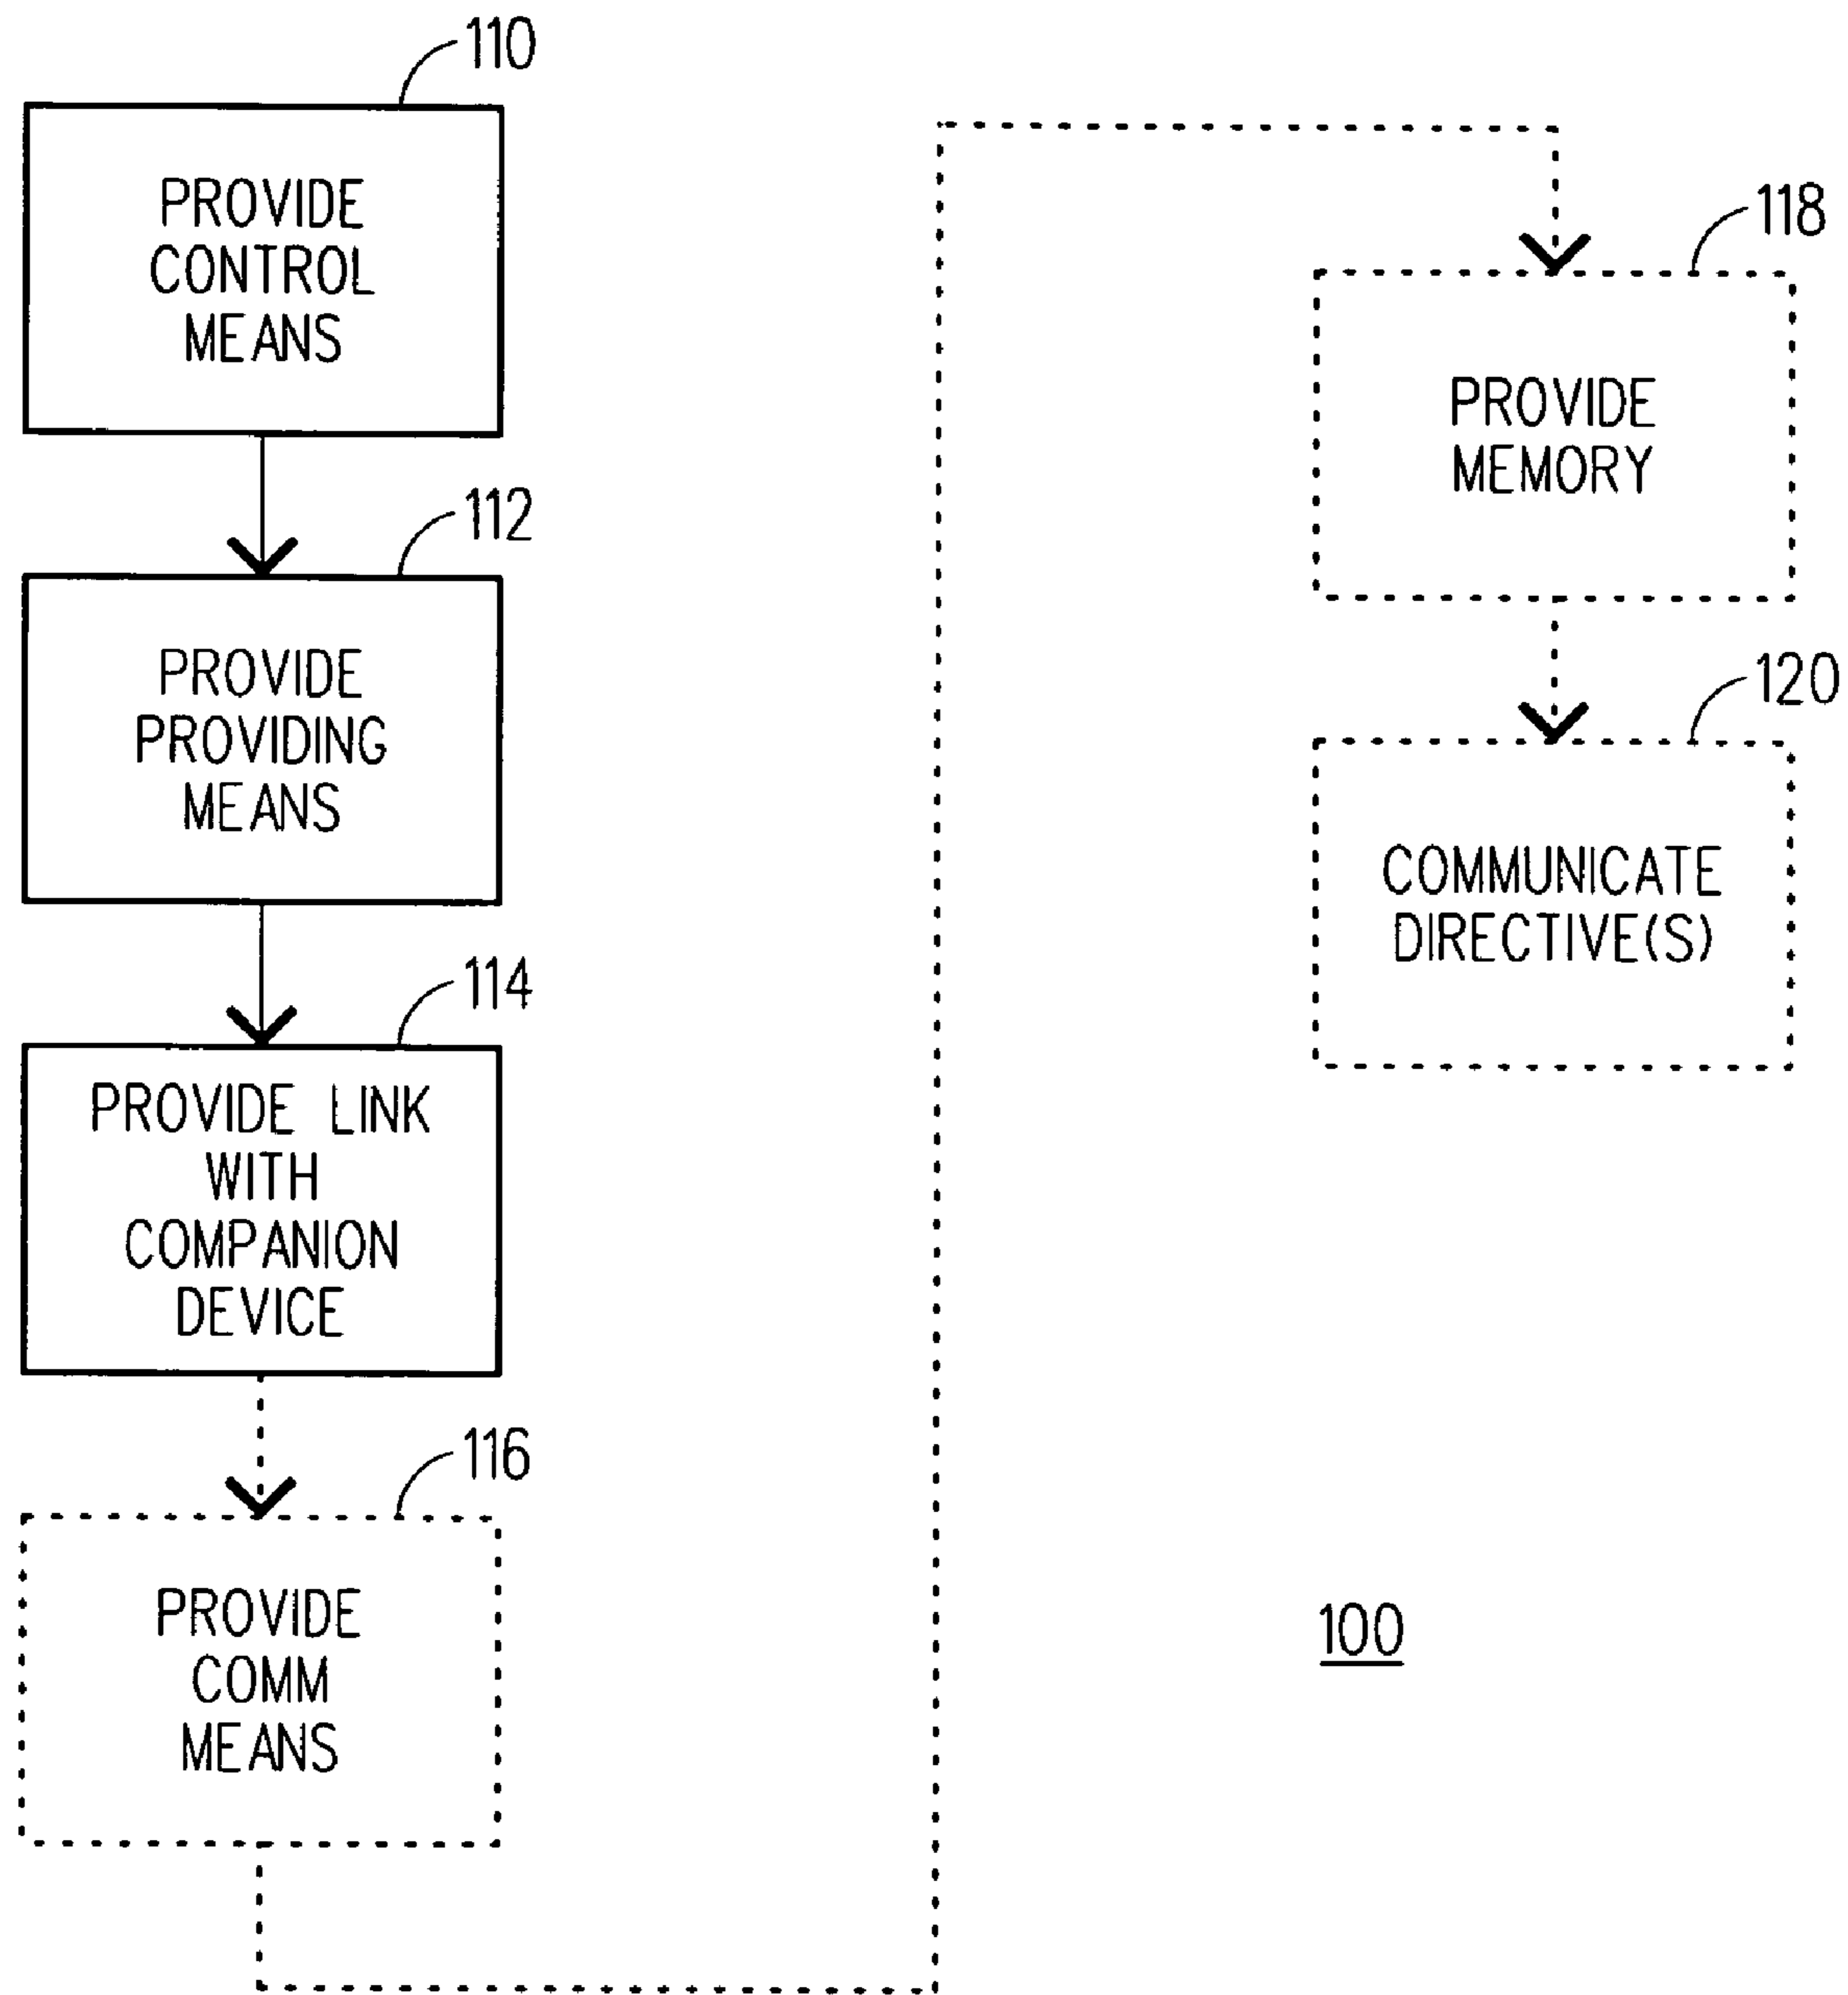 110
PROVIDE
CONTROL
MEANS
112
PROVIDE
PROVIDING
MEANS
114
PROVIDE LINK
WITH
COMPANION
DEVICE
116
PROVIDE
COMM
MEANS
118
PROVIDE
MEMORY
120
COMMUNICATE
DIRECTIVE(S)
100